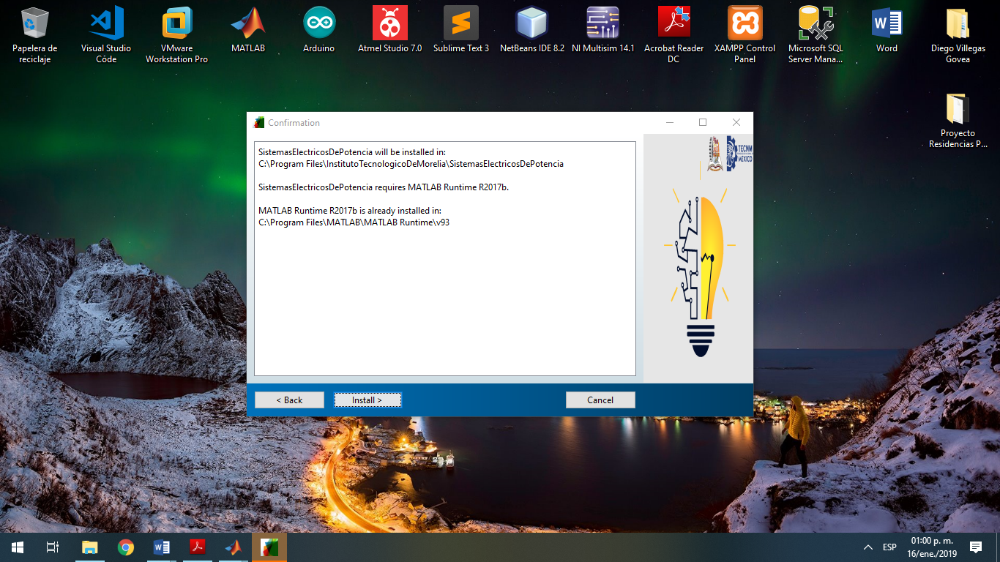 Papelera de
reciclaje
Visual Studio
Code
VMware
Workstation Pro
MATLAB
Arduino
Atmel Studio 7.0
Sublime Text 3
NetBeans IDE 8.2
NI Multisim 14.1
Acrobat Reader
DC
XAMPP Control
Panel
Microsoft SQL
Server Mana...
Word
Diego Villegas
Govea
Proyecto
Residencias P...
Confirmation
SistemasElectricosDePotencia will be installed in:
C:\Program Files\InstitutoTecnologicoDeMorelia\SistemasElectricosDePotencia
SistemasElectricosDePotencia requires MATLAB Runtime R2017b.
MATLAB Runtime R2017b is already installed in:
C:\Program Files\MATLAB\MATLAB Runtime\v93
TECNM
MÉXICO
< Back
Install >
Cancel
ESP
01:00 p. m.
16/ene./2019